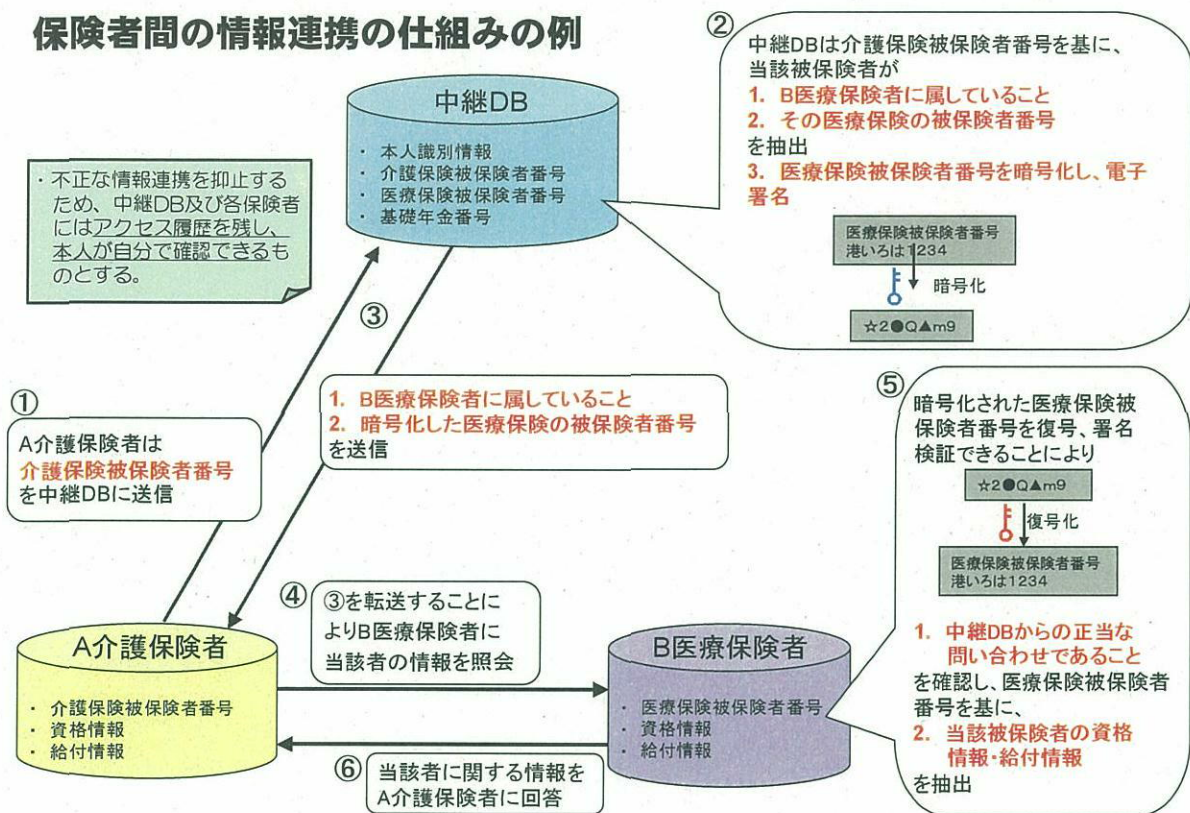 保険者間の情報連携の仕組みの例
中継DB
・ 本人識別情報
・ 介護保険被保険者番号
・ 医療保険被保険者番号
・ 基礎年金番号
・不正な情報連携を抑止する
ため、中継DB及び各保険者
にはアクセス履歴を残し、
本人が自分で確認できるも
のとする。
①
A介護保険者は
介護保険被保険者番号
を中継DBに送信
②
中継DBは介護保険被保険者番号を基に、
当該被保険者が
1. B医療保険者に属していること
2. その医療保険の被保険者番号
を抽出
3. 医療保険被保険者番号を暗号化し、電子
署名
医療保険被保険者番号
港いろは1234
暗号化
☆2●Q▲m9
③
1. B医療保険者に属していること
2. 暗号化した医療保険の被保険者番号
を送信
④
③を転送することに
よりB医療保険者に
当該者の情報を照会
A介護保険者
・ 介護保険被保険者番号
・ 資格情報
・ 給付情報
B医療保険者
・ 医療保険被保険者番号
・ 資格情報
・ 給付情報
⑤
暗号化された医療保険被
保険者番号を復号、署名
検証できることにより
☆2●Q▲m9
復号化
医療保険被保険者番号
港いろは1234
1. 中継DBからの正当な
問い合わせであること
を確認し、医療保険被保険者
番号を基に、
2. 当該被保険者の資格
情報・給付情報
を抽出
⑥
当該者に関する情報を
A介護保険者に回答